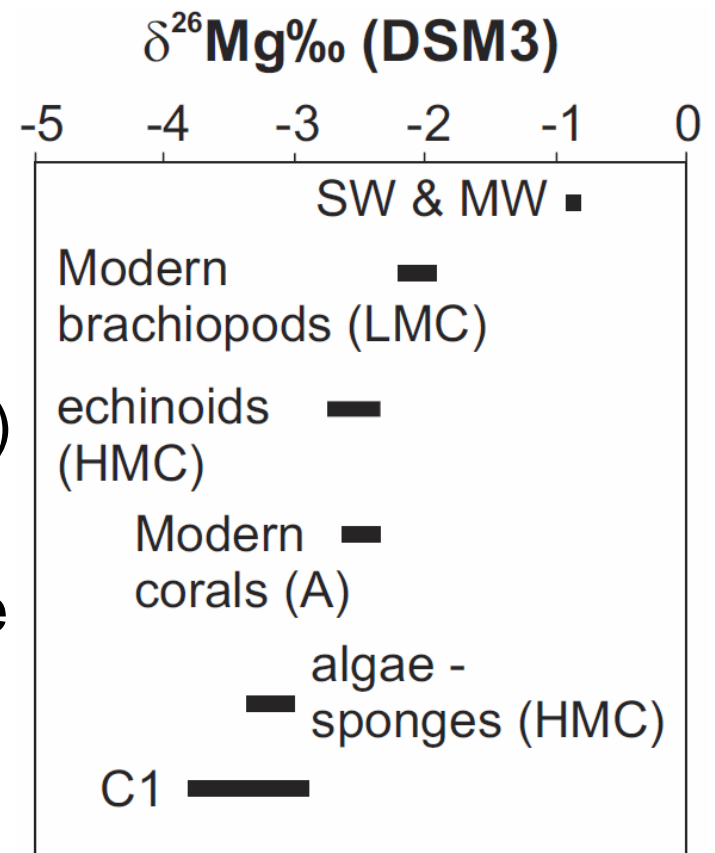 δ²⁶Mg‰ (DSM3)
-5 -4 -3 -2 -1 0
SW & MW
Modern
brachiopods (LMC)
)
echinoids
(HMC)
Modern
corals (A)
e
algae -
sponges (HMC)
C1